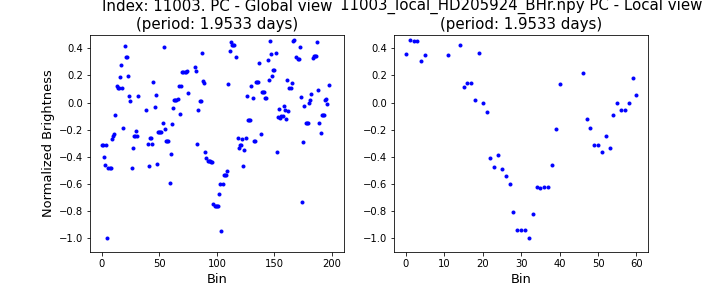 Index: 11003. PC - Global view
(period: 1.9533 days)
11003_local_HD205924_BHr.npy PC - Local view
(period: 1.9533 days)
Normalized Brightness
0.4
0.2
0.0
−0.2
−0.4
−0.6
−0.8
−1.0
0 50 100 150 200
Bin
0.4
0.2
0.0
−0.2
−0.4
−0.6
−0.8
−1.0
0 10 20 30 40 50 60
Bin